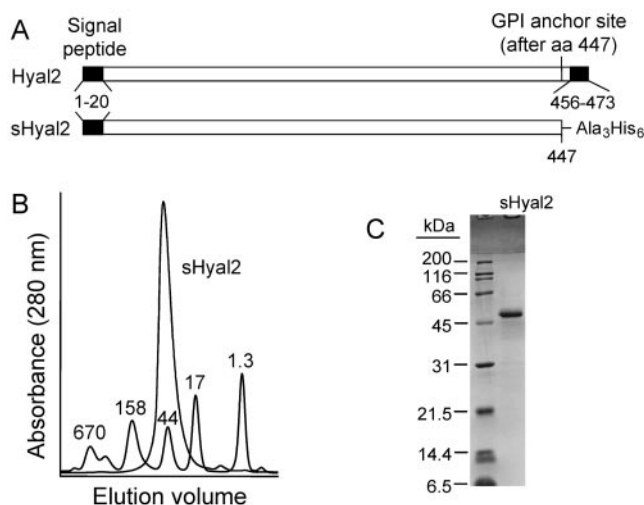 A
Signal
peptide
GPI anchor site
(after aa 447)
Hyal2
1-20
456-473
sHyal2
Ala₃His₆
447
B
Absorbance (280 nm)
sHyal2
670
158
44
17
1.3
Elution volume
C
kDa
sHyal2
200
116
66
45
31
21.5
14.4
6.5